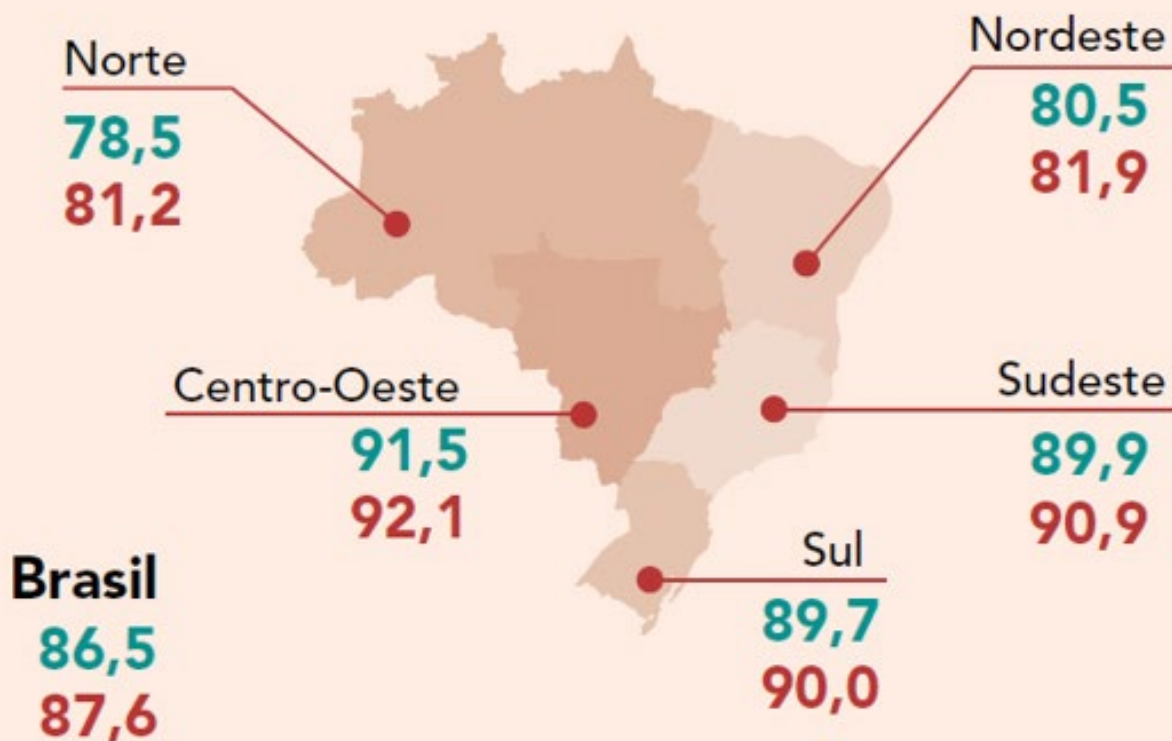 Norte
78,5
81,2
Nordeste
80,5
81,9
Centro-Oeste
91,5
92,1
Sudeste
89,9
90,9
Sul
89,7
90,0
Brasil
86,5
87,6